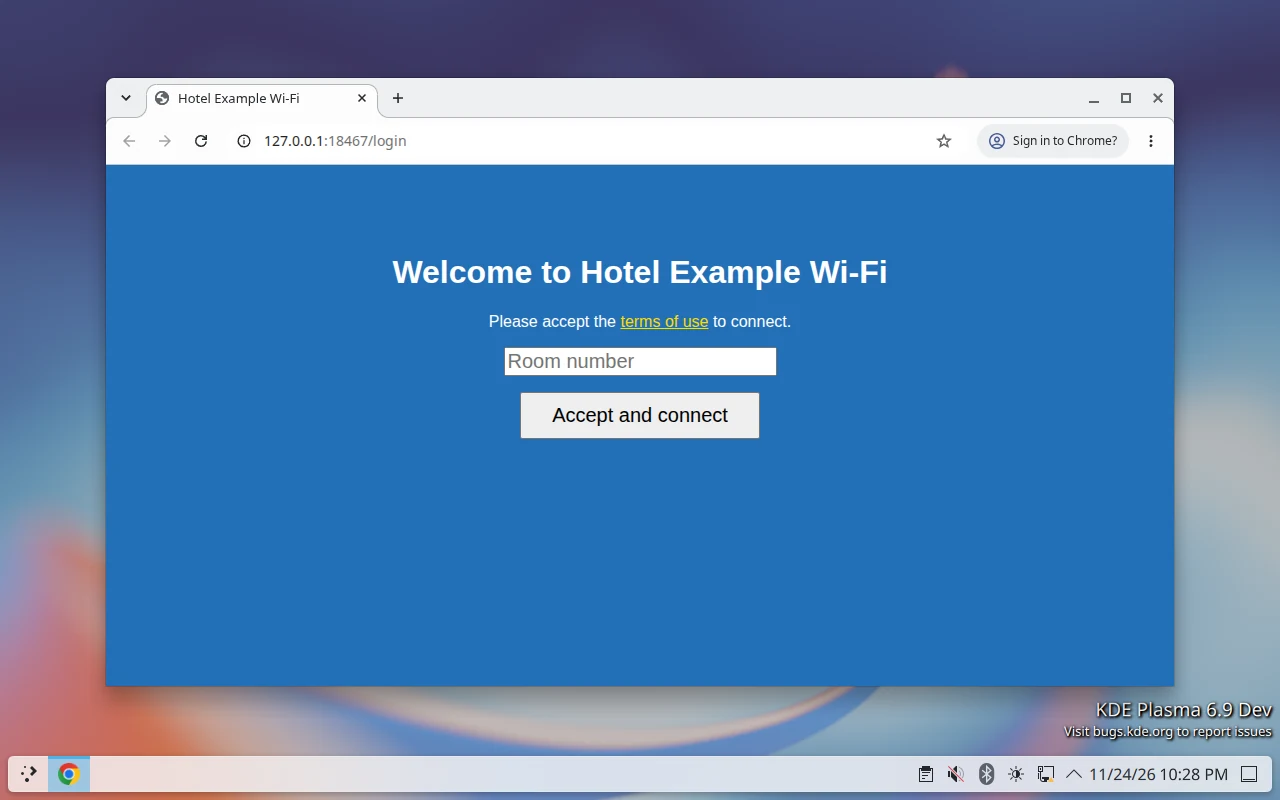 Hotel Example Wi-Fi
127.0.0.1:18467/login
Sign in to Chrome?
Welcome to Hotel Example Wi-Fi
Please accept the terms of use to connect.
Room number
Accept and connect
KDE Plasma 6.9 Dev
Visit bugs.kde.org to report issues
11/24/26 10:28 PM